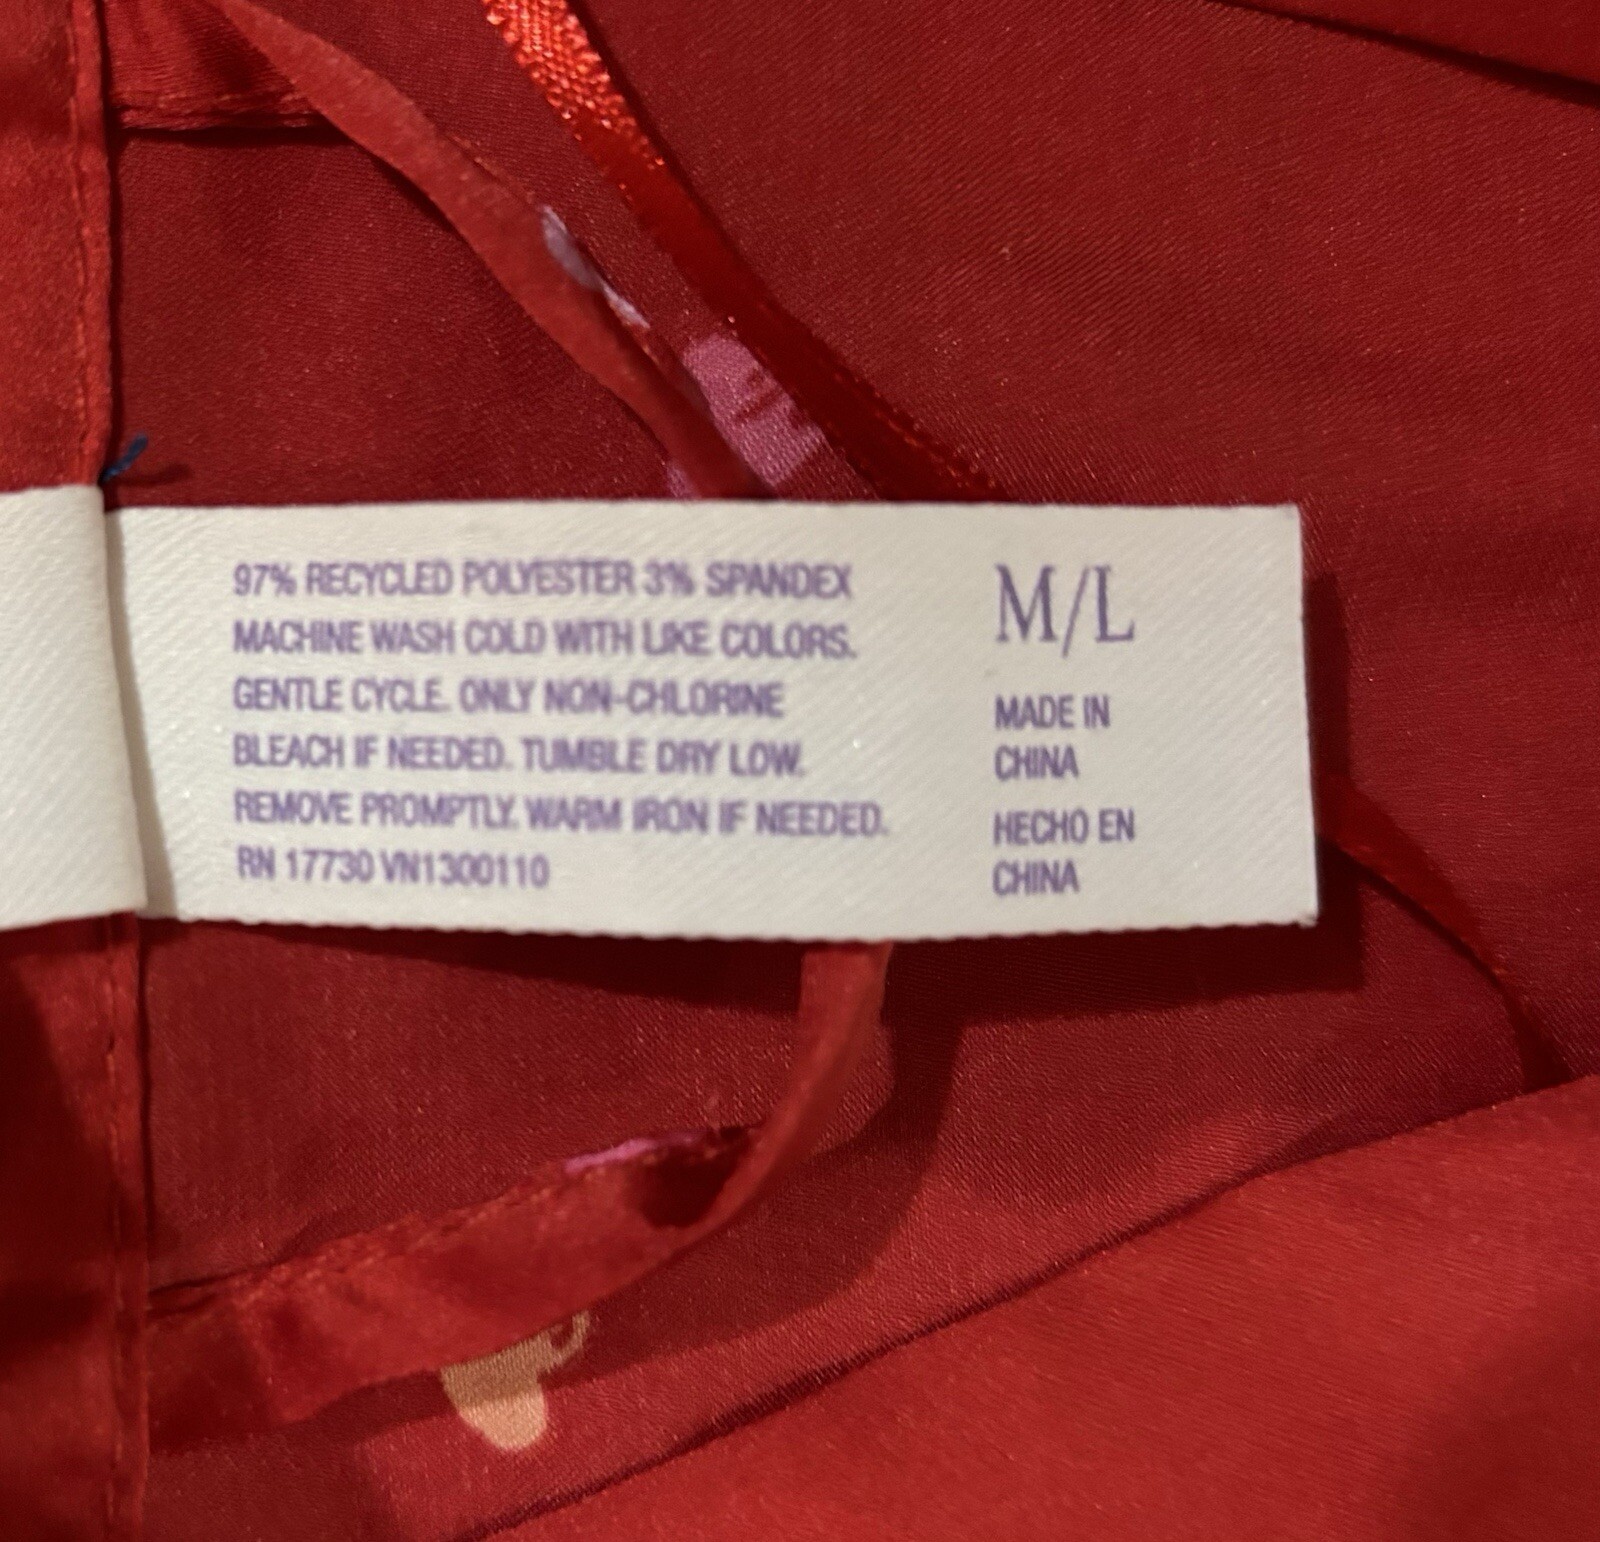 97% RECYCLED POLYESTER 3% SPANDEX
MACHINE WASH COLD WITH LIKE COLORS.
GENTLE CYCLE. ONLY NON-CHLORINE
BLEACH IF NEEDED. TUMBLE DRY LOW.
REMOVE PROMPTLY. WARM IRON IF NEEDED.
RN 17730 VN1300110
M/L
MADE IN
CHINA
HECHO EN
CHINA